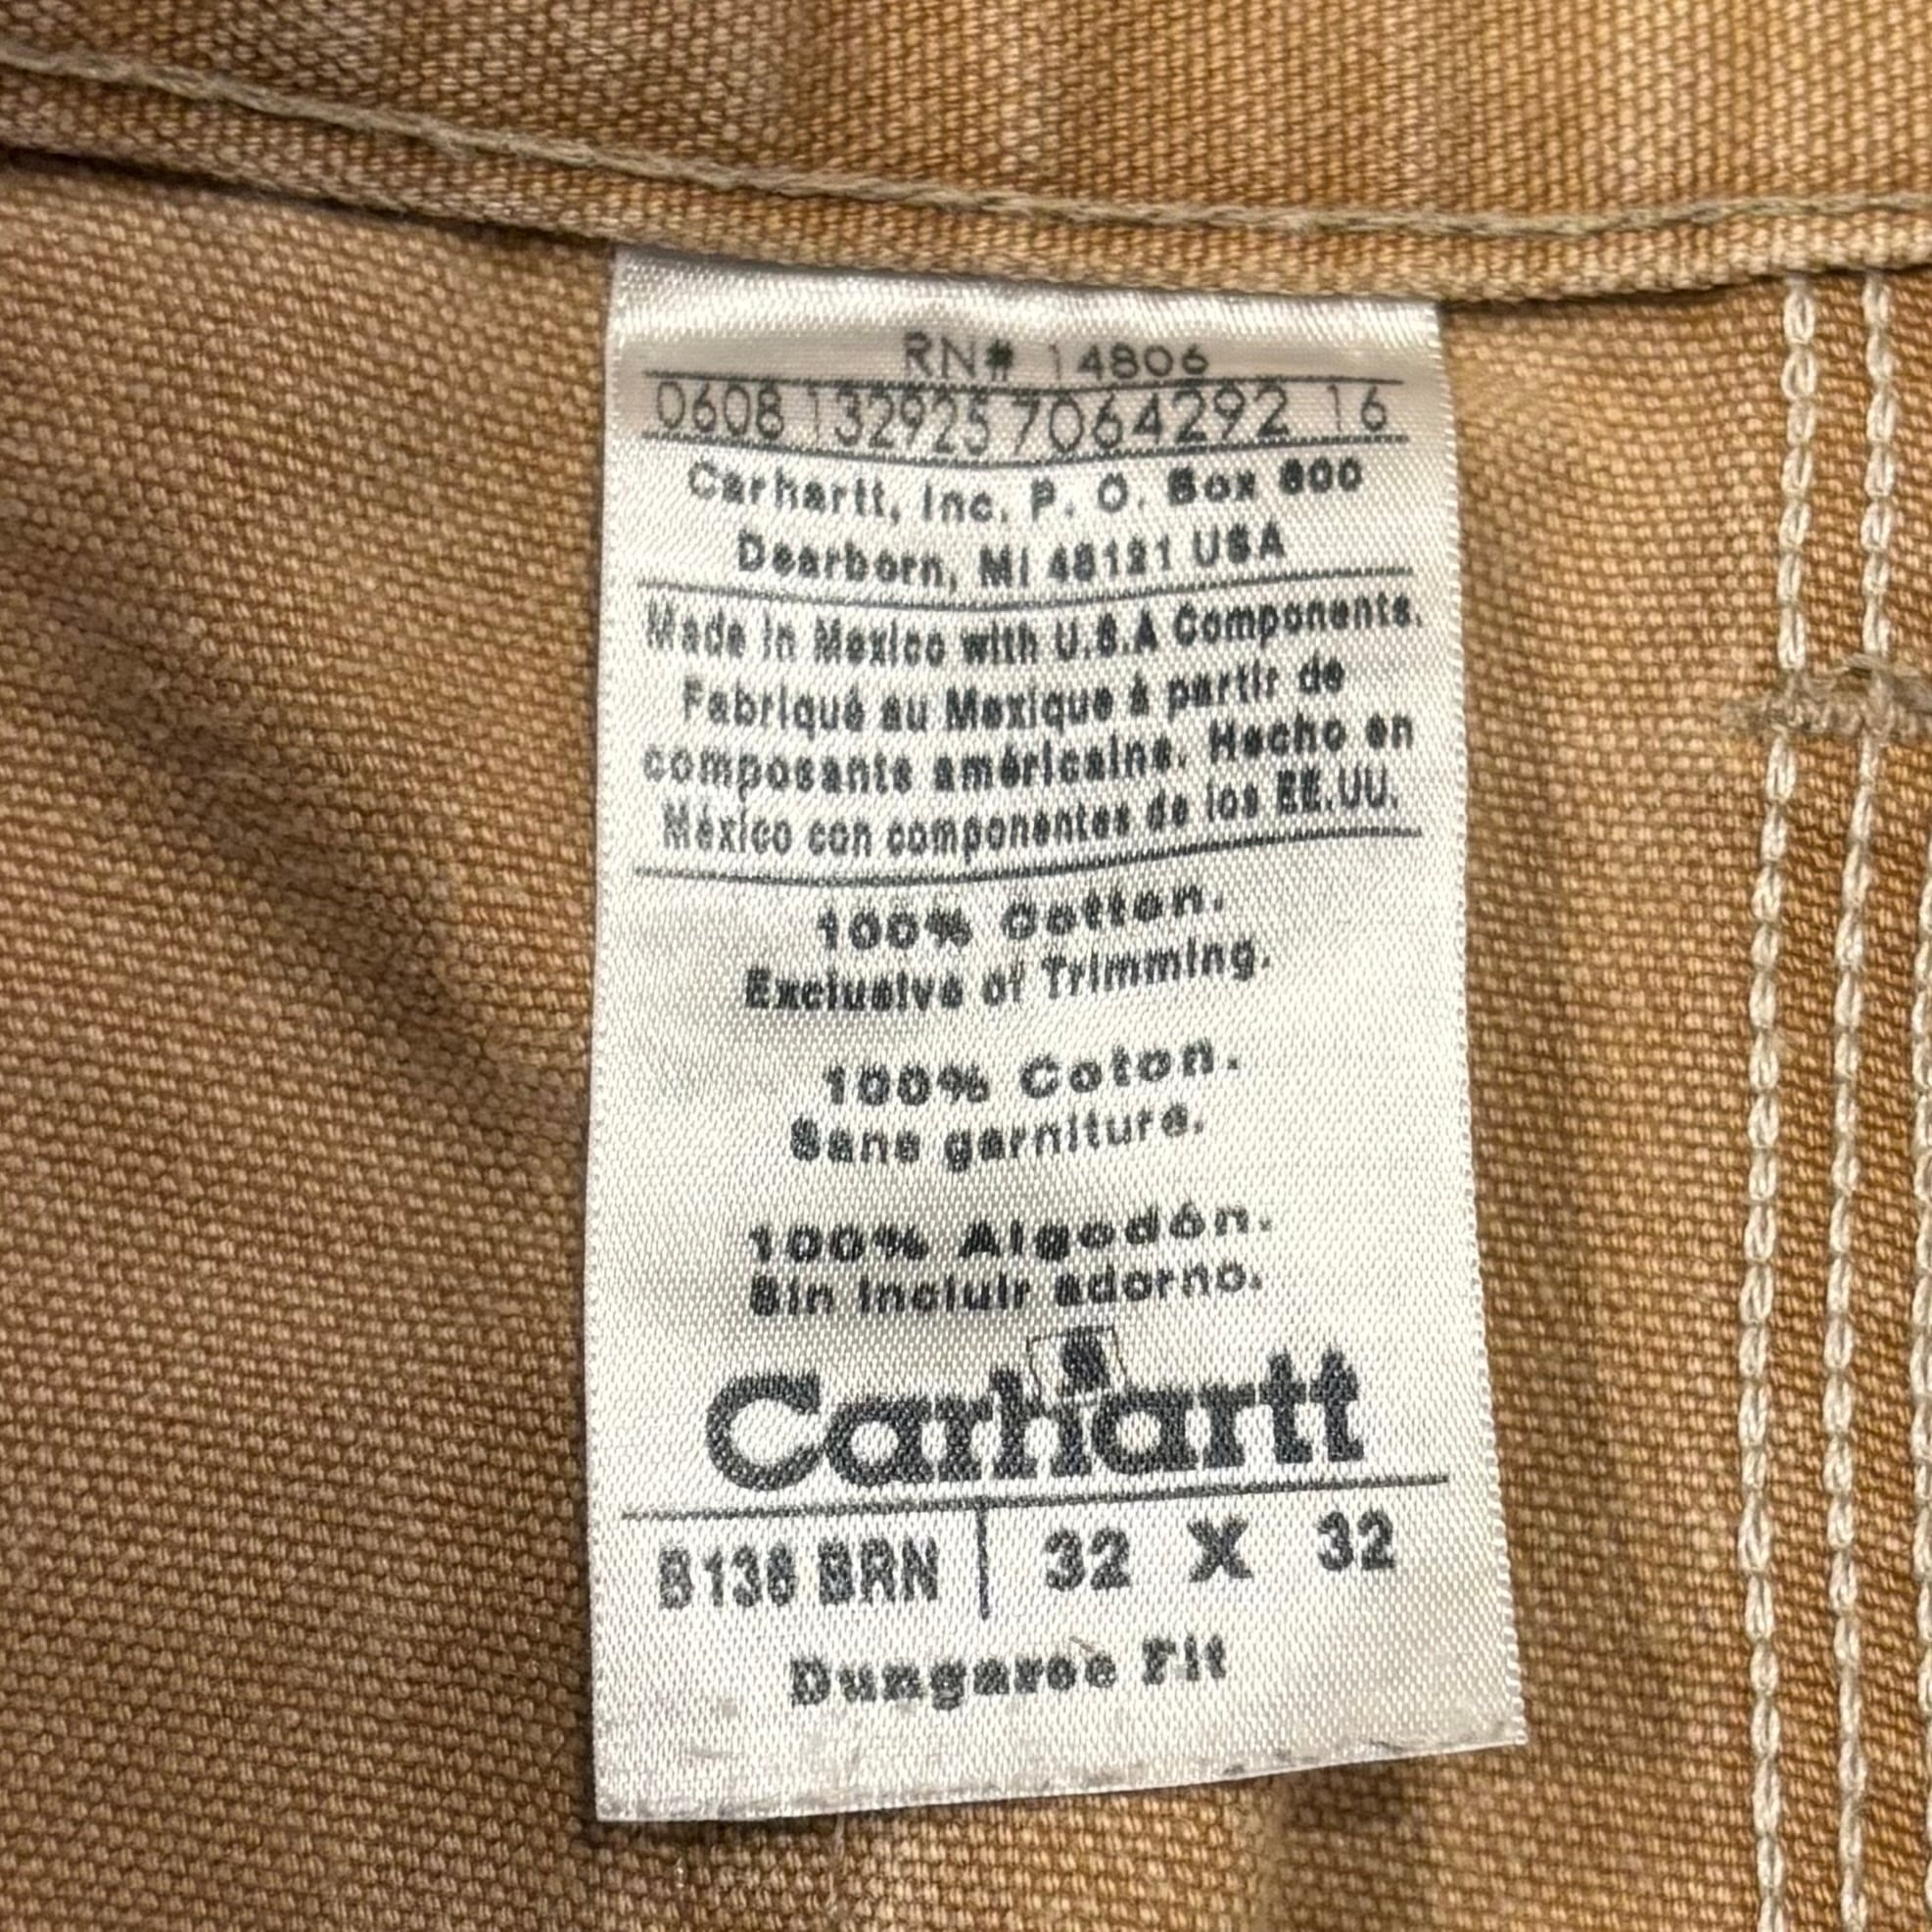 RN# 14806
0608 132925 7064292 16
Carhartt, Inc. P. O. Box 600
Dearborn, MI 48121 USA
Made in Mexico with U.S.A Components.
Fabriqué au Mexique à partir de
composants américains. Hecho en
México con componentes de los EE.UU.
100% Cotton.
Exclusive of Trimming.
100% Coton.
Sans garniture.
100% Algodón.
Sin incluir adorno.
Carhartt
B136 BRN | 32 X 32
Dungaree Fit